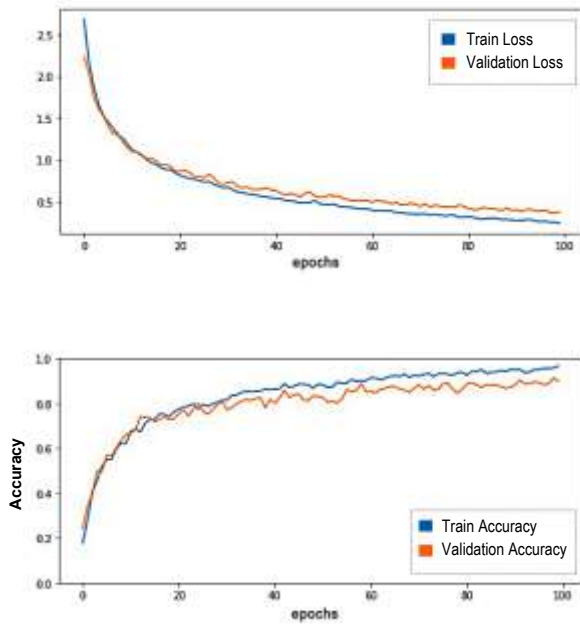 2.5
2.0
1.5
1.0
0.5
Train Loss
Validation Loss
0 20 40 60 80 100
epochs
1.0
0.8
0.6
0.4
0.2
0.0
Accuracy
Train Accuracy
Validation Accuracy
0 20 40 60 80 100
epochs